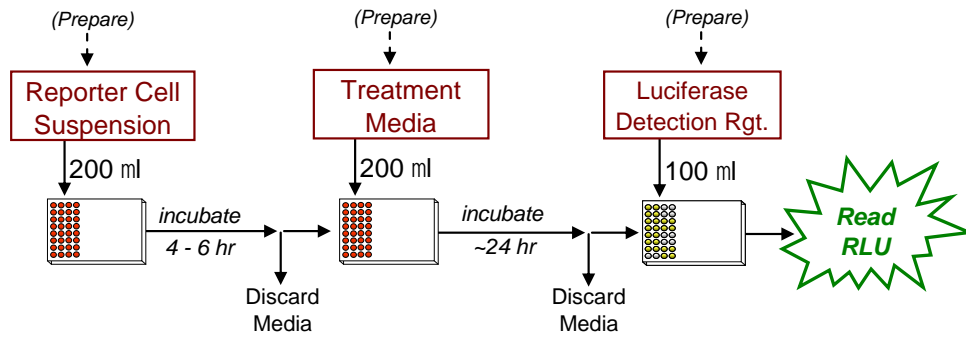 (Prepare)
(Prepare)
(Prepare)
Reporter Cell
Suspension
Treatment
Media
Luciferase
Detection Rgt.
200 ml
200 ml
100 ml
incubate
4 - 6 hr
incubate
~24 hr
Read
RLU
Discard
Media
Discard
Media